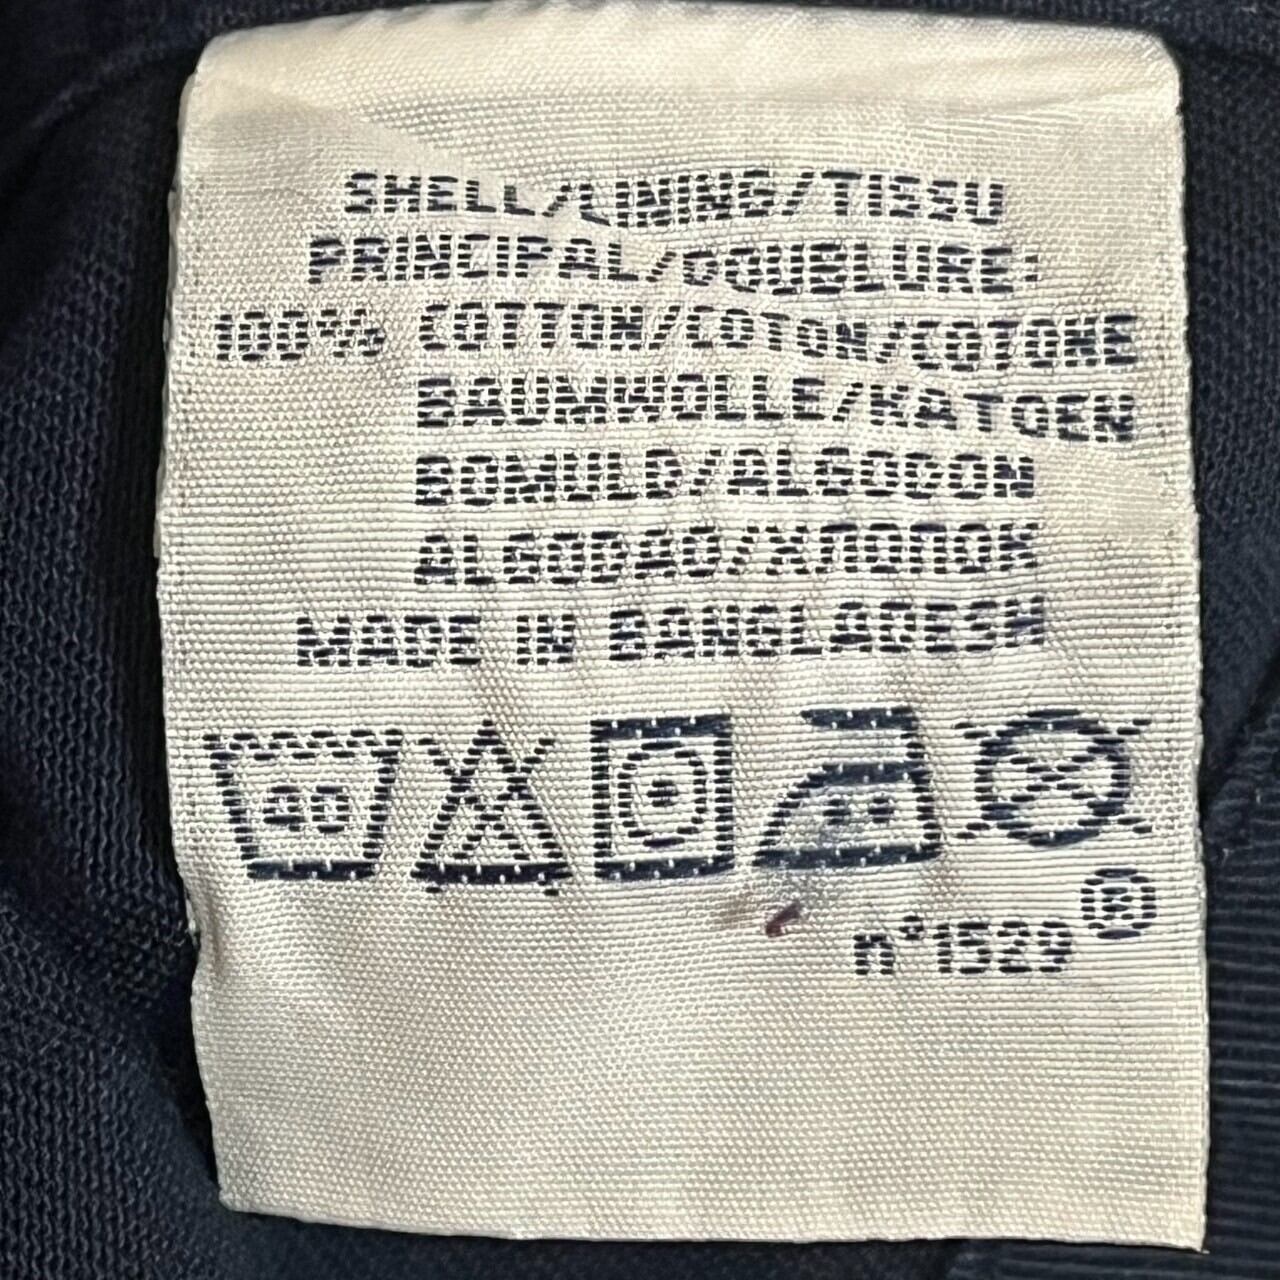 SHELL/LINING/TISSU
PRINCIPAL/DOUBLURE:
100% COTTON/COTON/COTONE
BAUMWOLLE/KATOEN
BOMULD/ALGODON
ALGODAO/ХЛОПОК
MADE IN BANGLADESH
40
n°1529®